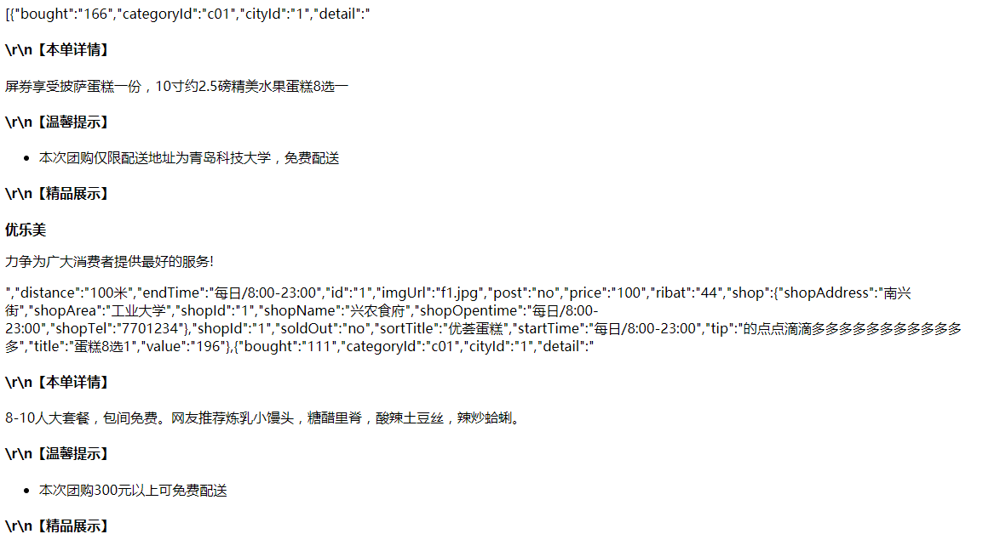 [{"bought":"166","categoryId":"c01","cityId":"1","detail":"
\r\n【本单详情】
屏券享受披萨蛋糕一份，10寸约2.5磅精美水果蛋糕8选一
\r\n【温馨提示】
• 本次团购仅限配送地址为青岛科技大学，免费配送
\r\n【精品展示】
优乐美
力争为广大消费者提供最好的服务!
","distance":"100米","endTime":"每日/8:00-23:00","id":"1","imgUrl":"f1.jpg","post":"no","price":"100","ribat":"44","shop":{"shopAddress":"南兴
街","shopArea":"工业大学","shopId":"1","shopName":"兴农食府","shopOpentime":"每日/8:00-
23:00","shopTel":"7701234"},"shopId":"1","soldOut":"no","sortTitle":"优荟蛋糕","startTime":"每日/8:00-23:00","tip":"的点点滴滴多多多多多多多多多多多
多","title":"蛋糕8选1","value":"196"},{"bought":"111","categoryId":"c01","cityId":"1","detail":"
\r\n【本单详情】
8-10人大套餐，包间免费。网友推荐炼乳小馒头，糖醋里脊，酸辣土豆丝，辣炒蛤蜊。
\r\n【温馨提示】
• 本次团购300元以上可免费配送
\r\n【精品展示】